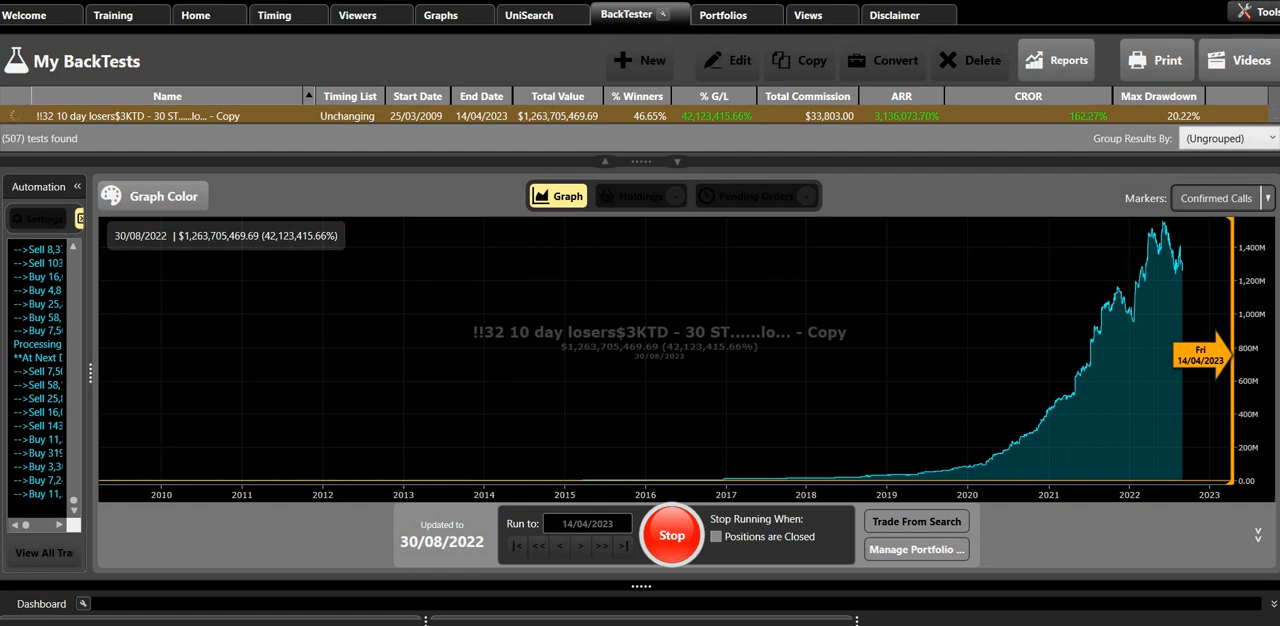 Welcome Training Home Timing Viewers Graphs UniSearch BackTester Portfolios Views Disclaimer Tools
My BackTests New Edit Copy Convert Delete Reports Print Videos
Name Timing List Start Date End Date Total Value % Winners % G/L Total Commission ARR CROR Max Drawdown
!!32 10 day losers$3KTD - 30 ST......lo... - Copy Unchanging 25/03/2009 14/04/2023 $1,263,705,469.69 46.65% 42,123,415.66% $33,803.00 3,136,073.70% 162.27% 20.22%
(507) tests found Group Results By: (Ungrouped)
Automation « Graph Color Graph Holdings - Pending Orders - Markers: Confirmed Calls
Settings
30/08/2022 | $1,263,705,469.69 (42,123,415.66%)
-->Sell 8,37
-->Sell 103
-->Buy 16,
-->Buy 4,8
-->Buy 25,
-->Buy 58,
-->Buy 7,5
Processing
**At Next D
-->Sell 7,50
-->Sell 58,
-->Sell 25,8
-->Sell 16,0
-->Sell 143
-->Buy 11,
-->Buy 319
-->Buy 3,3
-->Buy 7,2
-->Buy 11,
View All Tra
!!32 10 day losers$3KTD - 30 ST......lo... - Copy
$1,263,705,469.69 (42,123,415.66%)
30/08/2022
1,400M
1,200M
1,000M
800M
600M
400M
200M
0.00
Fri
14/04/2023
2010 2011 2012 2013 2014 2015 2016 2017 2018 2019 2020 2021 2022 2023
Updated to
30/08/2022
Run to: 14/04/2023
|< << < > >> >|
Stop
Stop Running When:
Positions are Closed
Trade From Search
Manage Portfolio ...
Dashboard